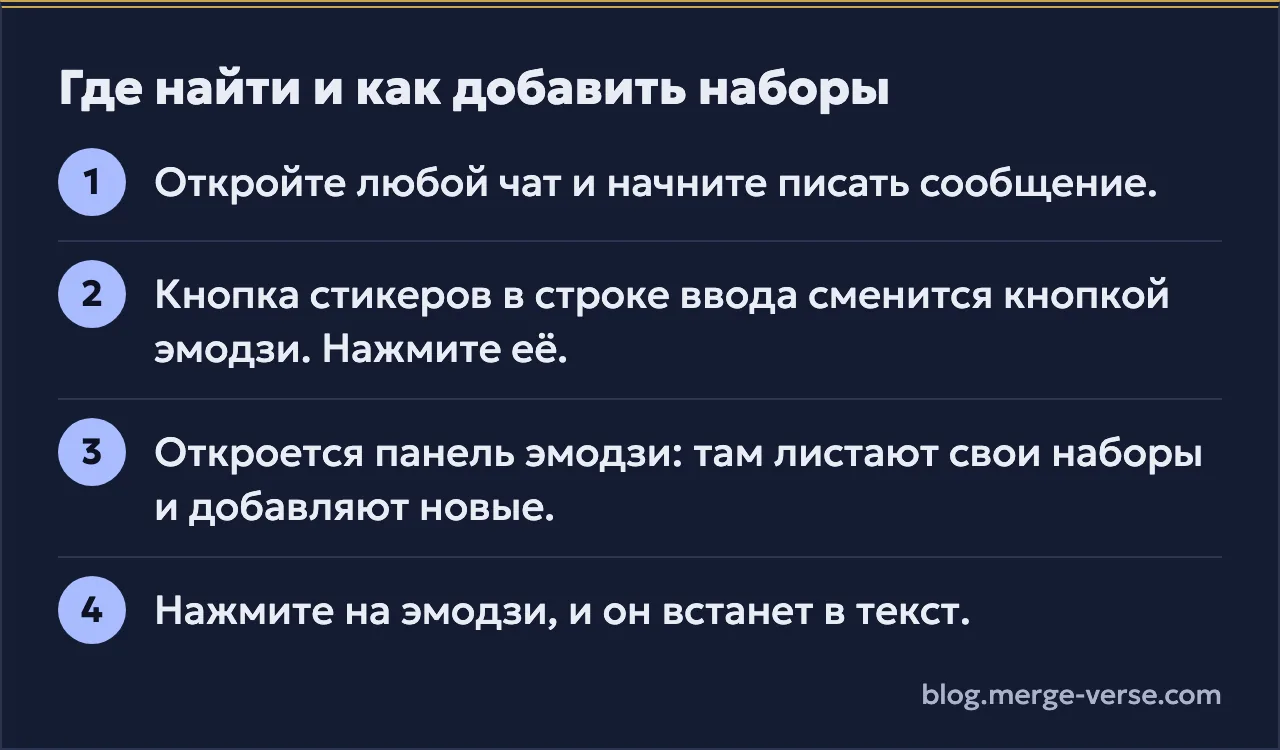 Где найти и как добавить наборы
1
Откройте любой чат и начните писать сообщение.
2
Кнопка стикеров в строке ввода сменится кнопкой
эмодзи. Нажмите её.
3
Откроется панель эмодзи: там листают свои наборы
и добавляют новые.
4
Нажмите на эмодзи, и он встанет в текст.
blog.merge-verse.com